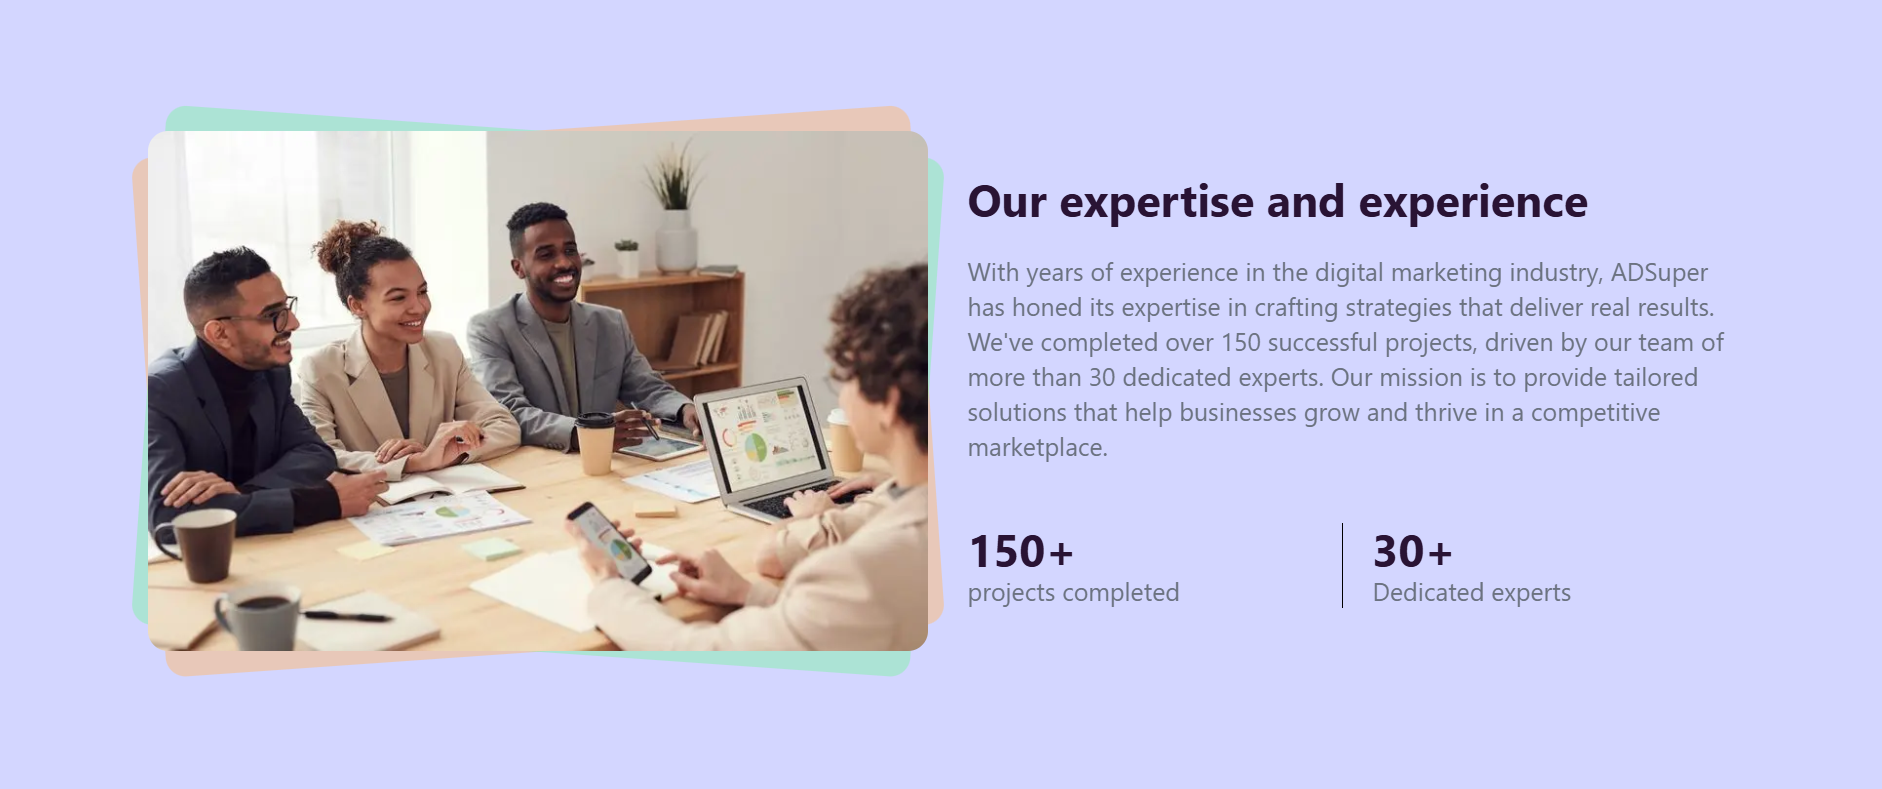 Our expertise and experience
With years of experience in the digital marketing industry, ADSuper
has honed its expertise in crafting strategies that deliver real results.
We've completed over 150 successful projects, driven by our team of
more than 30 dedicated experts. Our mission is to provide tailored
solutions that help businesses grow and thrive in a competitive
marketplace.
150+
projects completed
30+
Dedicated experts